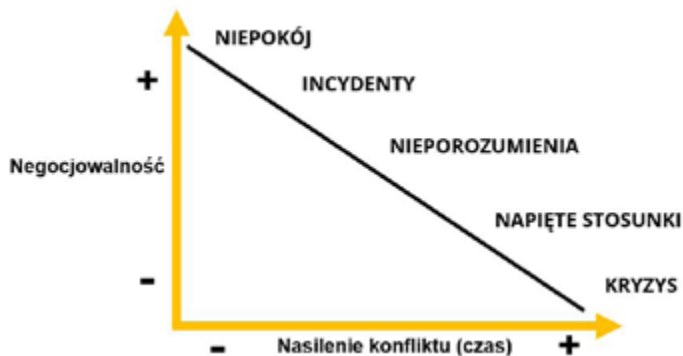 NIEPOKÓJ
+
INCYDENTY
NIEPOROZUMIENIA
Negocjowalność
NAPIĘTE STOSUNKI
-
KRYZYS
- Nasilenie konfliktu (czas) +